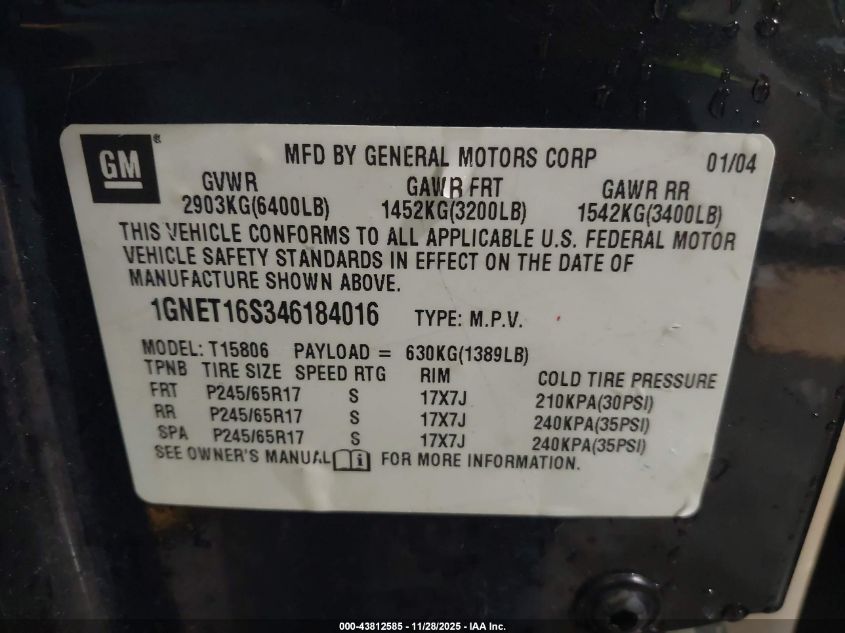 GM ®
MFD BY GENERAL MOTORS CORP 01/04
GVWR GAWR FRT GAWR RR
2903KG(6400LB) 1452KG(3200LB) 1542KG(3400LB)
THIS VEHICLE CONFORMS TO ALL APPLICABLE U.S. FEDERAL MOTOR
VEHICLE SAFETY STANDARDS IN EFFECT ON THE DATE OF
MANUFACTURE SHOWN ABOVE.
1GNET16S346184016 TYPE: M.P.V.
MODEL: T15806 PAYLOAD = 630KG(1389LB)
TPNB TIRE SIZE SPEED RTG RIM COLD TIRE PRESSURE
FRT P245/65R17 S 17X7J 210KPA(30PSI)
RR P245/65R17 S 17X7J 240KPA(35PSI)
SPA P245/65R17 S 17X7J 240KPA(35PSI)
SEE OWNER'S MANUAL i FOR MORE INFORMATION.
000-43812585 - 11/28/2025 - IAA Inc.